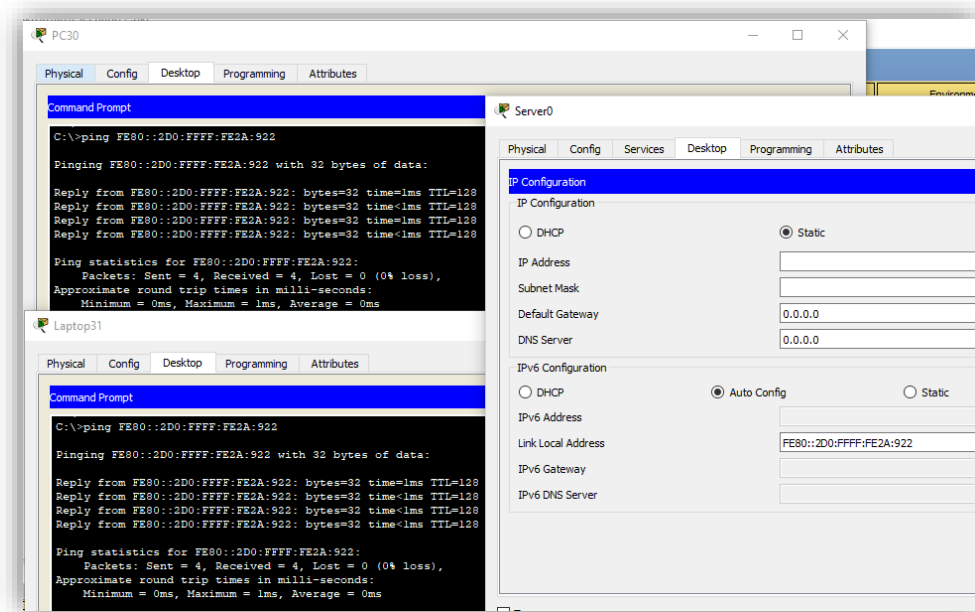 PC30
Physical Config Desktop Programming Attributes
Command Prompt
C:\>ping FE80::2D0:FFFF:FE2A:922
Pinging FE80::2D0:FFFF:FE2A:922 with 32 bytes of data:
Reply from FE80::2D0:FFFF:FE2A:922: bytes=32 time=1ms TTL=128
Reply from FE80::2D0:FFFF:FE2A:922: bytes=32 time<1ms TTL=128
Reply from FE80::2D0:FFFF:FE2A:922: bytes=32 time=1ms TTL=128
Reply from FE80::2D0:FFFF:FE2A:922: bytes=32 time<1ms TTL=128
Ping statistics for FE80::2D0:FFFF:FE2A:922:
Packets: Sent = 4, Received = 4, Lost = 0 (0% loss),
Approximate round trip times in milli-seconds:
Minimum = 0ms, Maximum = 1ms, Average = 0ms
Laptop31
Physical Config Desktop Programming Attributes
Command Prompt
C:\>ping FE80::2D0:FFFF:FE2A:922
Pinging FE80::2D0:FFFF:FE2A:922 with 32 bytes of data:
Reply from FE80::2D0:FFFF:FE2A:922: bytes=32 time=1ms TTL=128
Reply from FE80::2D0:FFFF:FE2A:922: bytes=32 time<1ms TTL=128
Reply from FE80::2D0:FFFF:FE2A:922: bytes=32 time<1ms TTL=128
Reply from FE80::2D0:FFFF:FE2A:922: bytes=32 time<1ms TTL=128
Ping statistics for FE80::2D0:FFFF:FE2A:922:
Packets: Sent = 4, Received = 4, Lost = 0 (0% loss),
Approximate round trip times in milli-seconds:
Minimum = 0ms, Maximum = 1ms, Average = 0ms
Server0
Physical Config Services Desktop Programming Attributes
IP Configuration
IP Configuration
DHCP Static
IP Address
Subnet Mask
Default Gateway 0.0.0.0
DNS Server 0.0.0.0
IPv6 Configuration
DHCP Auto Config Static
IPv6 Address
Link Local Address FE80::2D0:FFFF:FE2A:922
IPv6 Gateway
IPv6 DNS Server